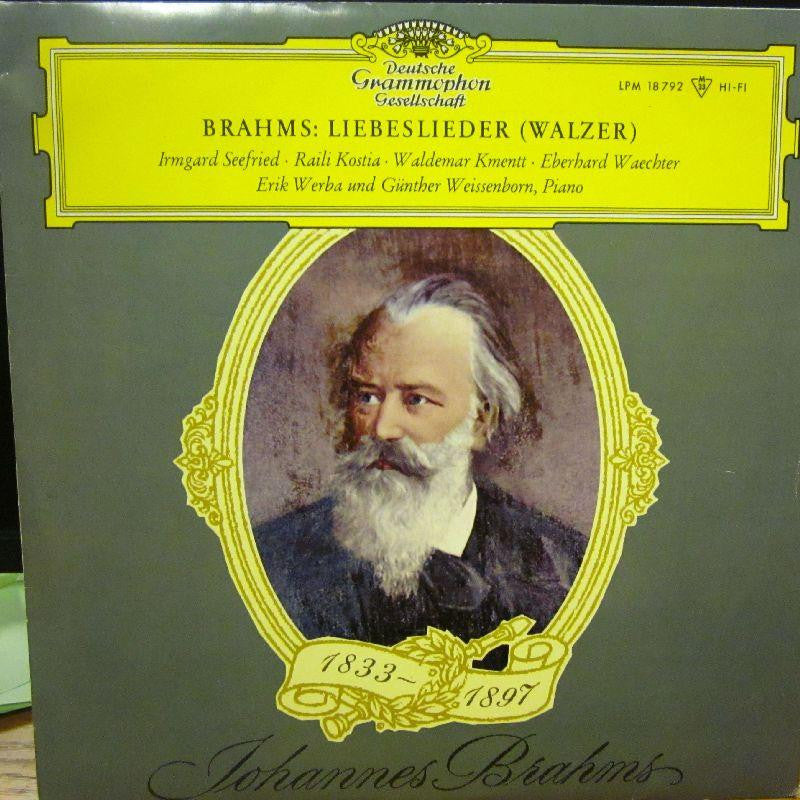 Deutsche
Grammophon
Gesellschaft
LPM 18792 M 33 HI-FI
BRAHMS: LIEBESLIEDER (WALZER)
Irmgard Seefried · Raili Kostia · Waldemar Kmentt · Eberhard Waechter
Erik Werba und Günther Weissenborn, Piano
1833–
1897
Johannes Brahms